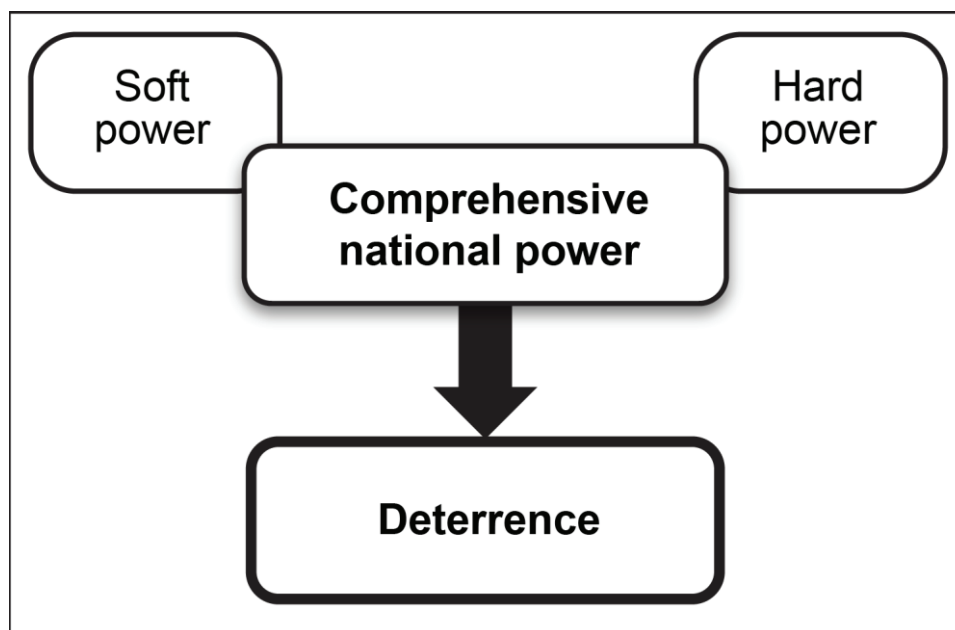 Soft
power
Hard
power
Comprehensive
national power
Deterrence